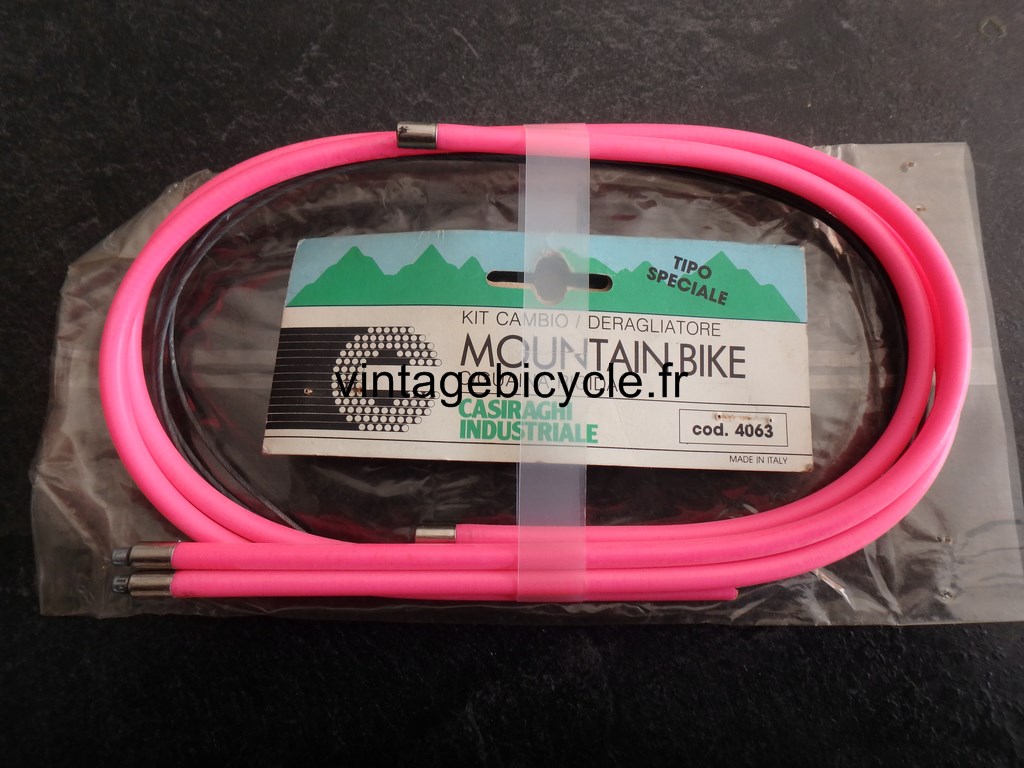 TIPO
SPECIALE
KIT CAMBIO / DERAGLIATORE
MOUNTAIN BIKE
vintagebicycle.fr
CASIRAGHI
INDUSTRIALE
cod. 4063
MADE IN ITALY